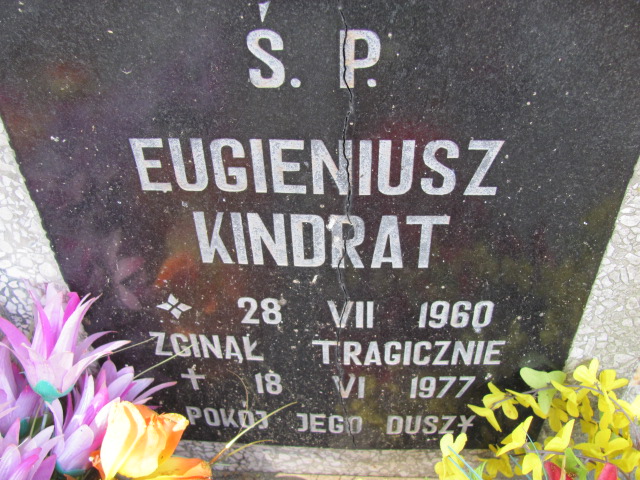 Ś. P.
EUGIENIUSZ
KINDRAT
28 VII 1960
ZGINĄŁ TRAGICZNIE
✝ 18 VI 1977
POKÓJ JEGO DUSZY